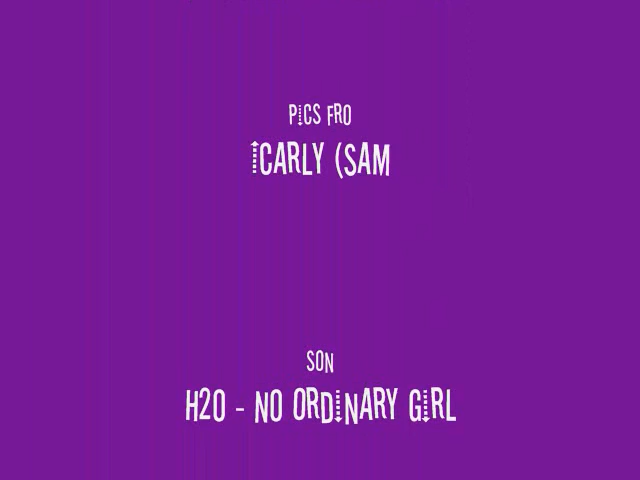 PiCS FRO
iCARLY (SAM
SON
H2O - NO ORDiNARY GiRL